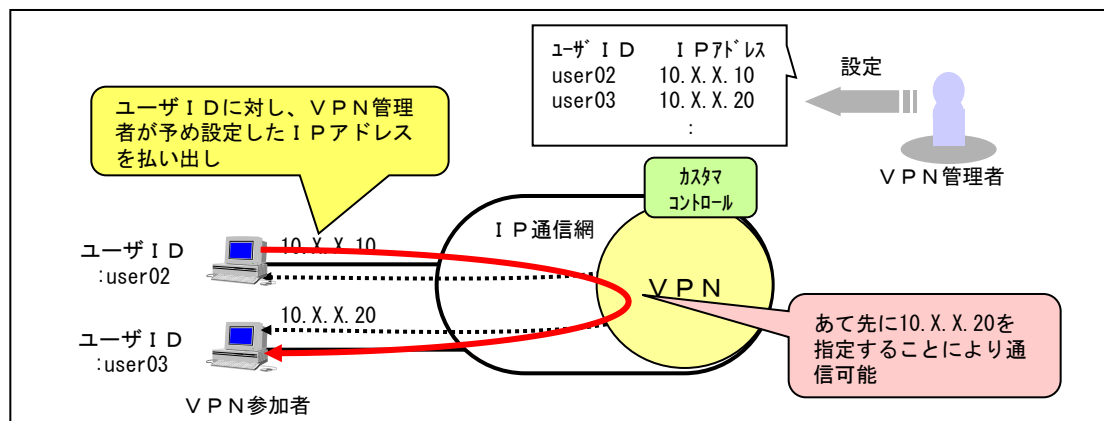 ﾕｰｻﾞＩＤ ＩＰｱﾄﾞﾚｽ
user02 10.X.X.10
user03 10.X.X.20
:
設定
ＶＰＮ管理者
ユーザＩＤに対し、ＶＰＮ管理
者が予め設定したＩＰアドレス
を払い出し
ｶｽﾀﾏ
ｺﾝﾄﾛｰﾙ
ＩＰ通信網
ユーザＩＤ
:user02
10.X.X.10
ＶＰＮ
10.X.X.20
ユーザＩＤ
:user03
あて先に10.X.X.20を
指定することにより通
信可能
ＶＰＮ参加者